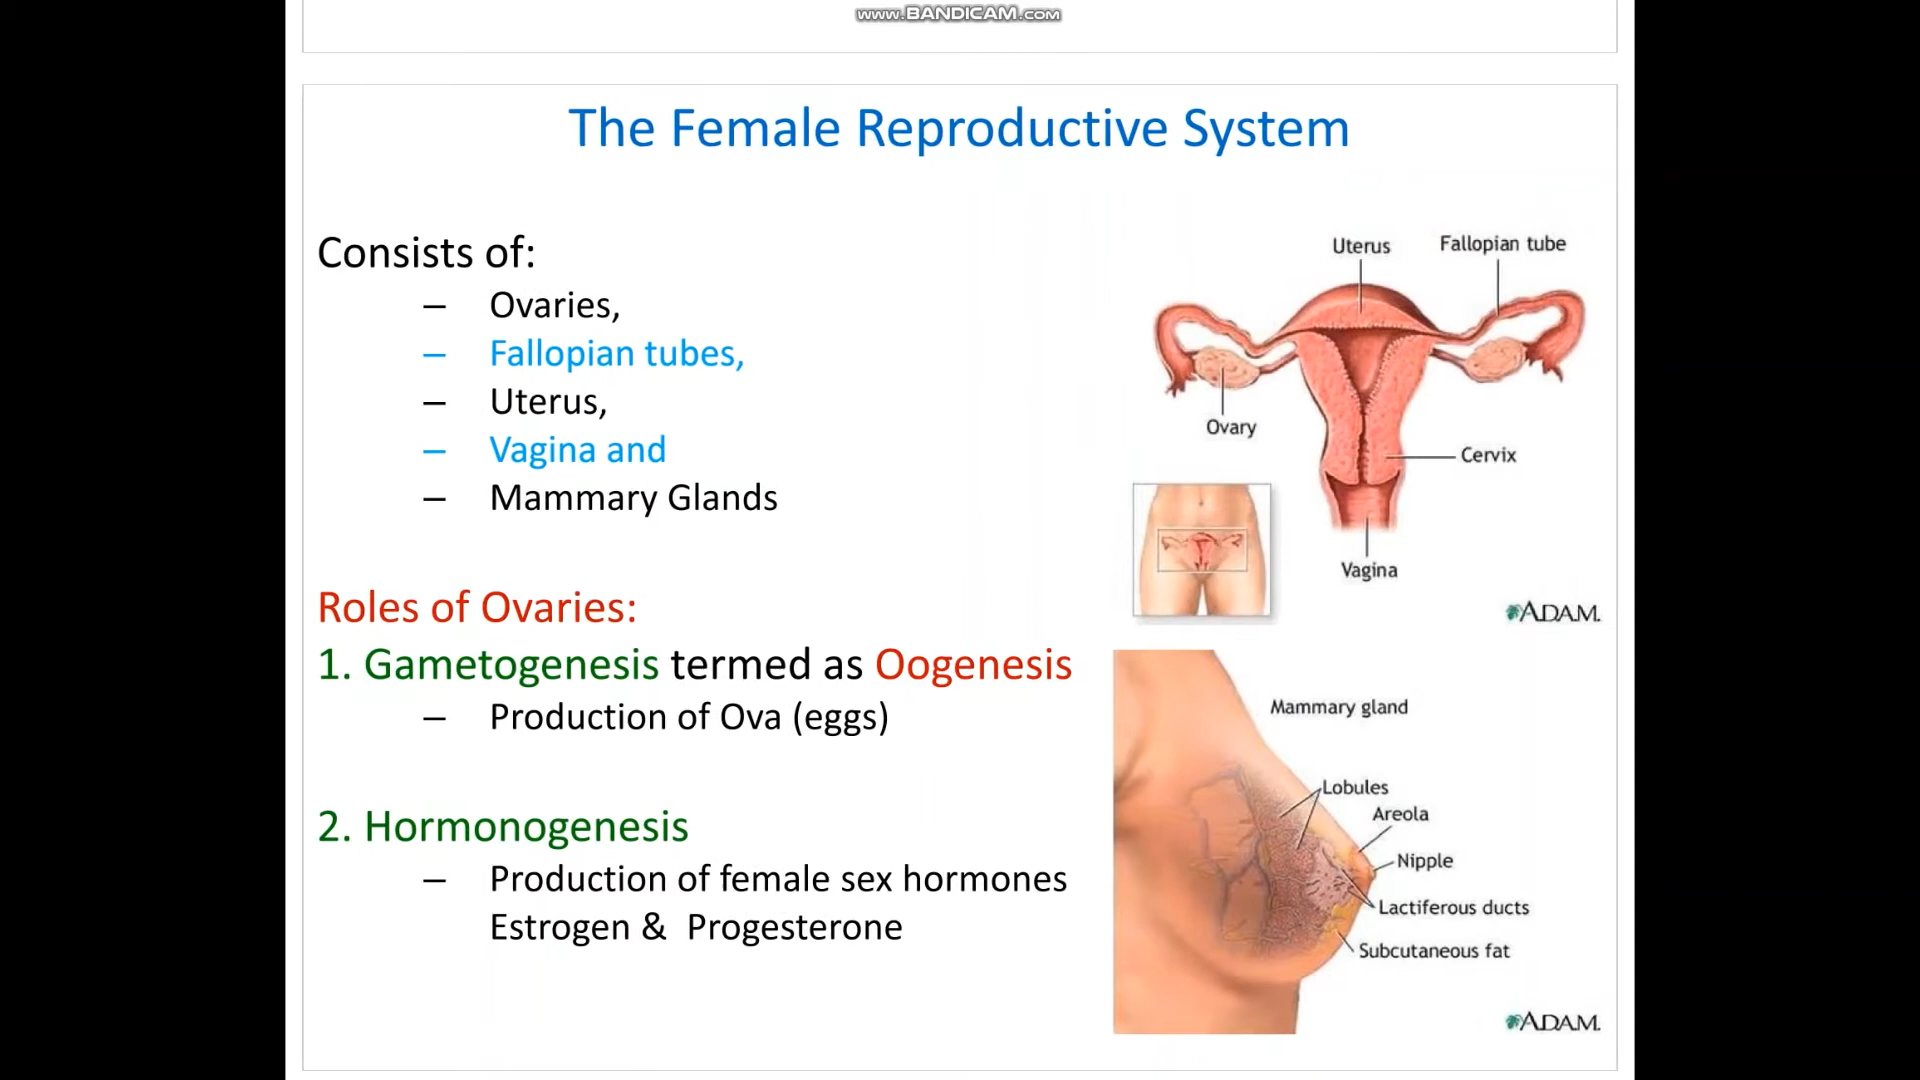 www.BANDICAM.com
The Female Reproductive System
Consists of:
– Ovaries,
– Fallopian tubes,
– Uterus,
– Vagina and
– Mammary Glands
Roles of Ovaries:
1. Gametogenesis termed as Oogenesis
– Production of Ova (eggs)
2. Hormonogenesis
– Production of female sex hormones
Estrogen & Progesterone
Uterus
Fallopian tube
Ovary
Cervix
Vagina
ADAM.
Mammary gland
Lobules
Areola
Nipple
Lactiferous ducts
Subcutaneous fat
ADAM.